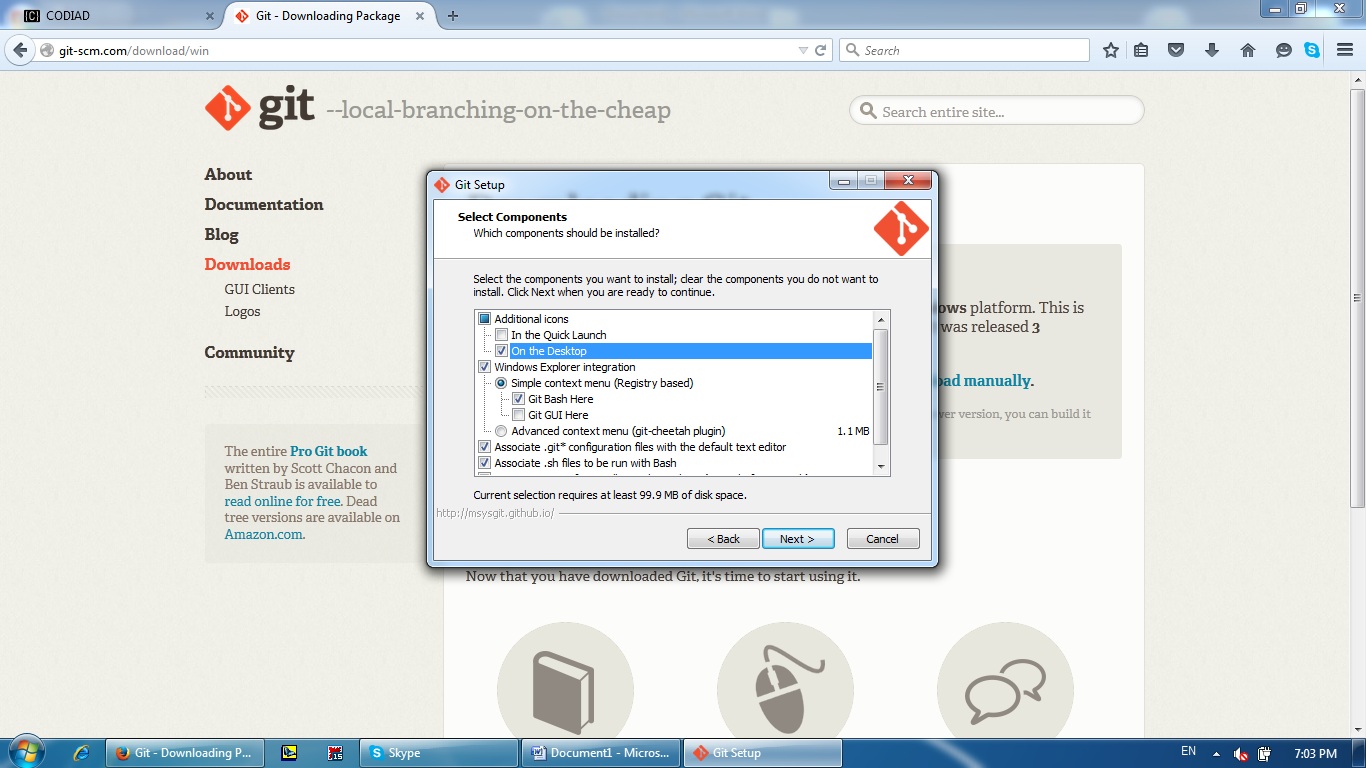 CODIAD
Git - Downloading Package
git-scm.com/download/win
Search
git --local-branching-on-the-cheap
Search entire site...
About
Documentation
Blog
Downloads
GUI Clients
Logos
Community
The entire Pro Git book
written by Scott Chacon and
Ben Straub is available to
read online for free. Dead
tree versions are available on
Amazon.com.
Git Setup
Select Components
Which components should be installed?
Select the components you want to install; clear the components you do not want to
install. Click Next when you are ready to continue.
Additional icons
In the Quick Launch
On the Desktop
Windows Explorer integration
Simple context menu (Registry based)
Git Bash Here
Git GUI Here
Advanced context menu (git-cheetah plugin) 1.1 MB
Associate .git* configuration files with the default text editor
Associate .sh files to be run with Bash
Current selection requires at least 99.9 MB of disk space.
http://msysgit.github.io/
< Back Next > Cancel
platform. This is
was released 3
manually.
version, you can build it
Now that you have downloaded Git, it's time to start using it.
Git - Downloading P...
15
Skype
Document1 - Micros...
Git Setup
EN
7:03 PM